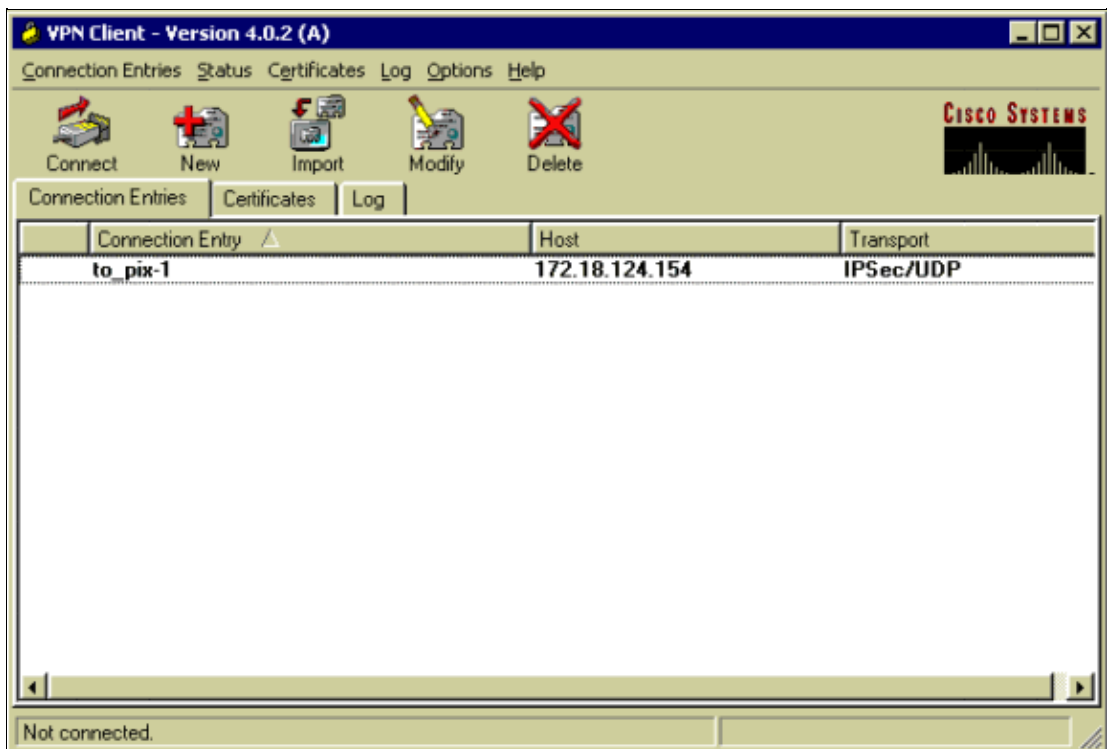 VPN Client - Version 4.0.2 (A)
Connection Entries Status Certificates Log Options Help
CISCO SYSTEMS
Connect New Import Modify Delete
Connection Entries Certificates Log
Connection Entry Host Transport
to_pix-1 172.18.124.154 IPSec/UDP
Not connected.